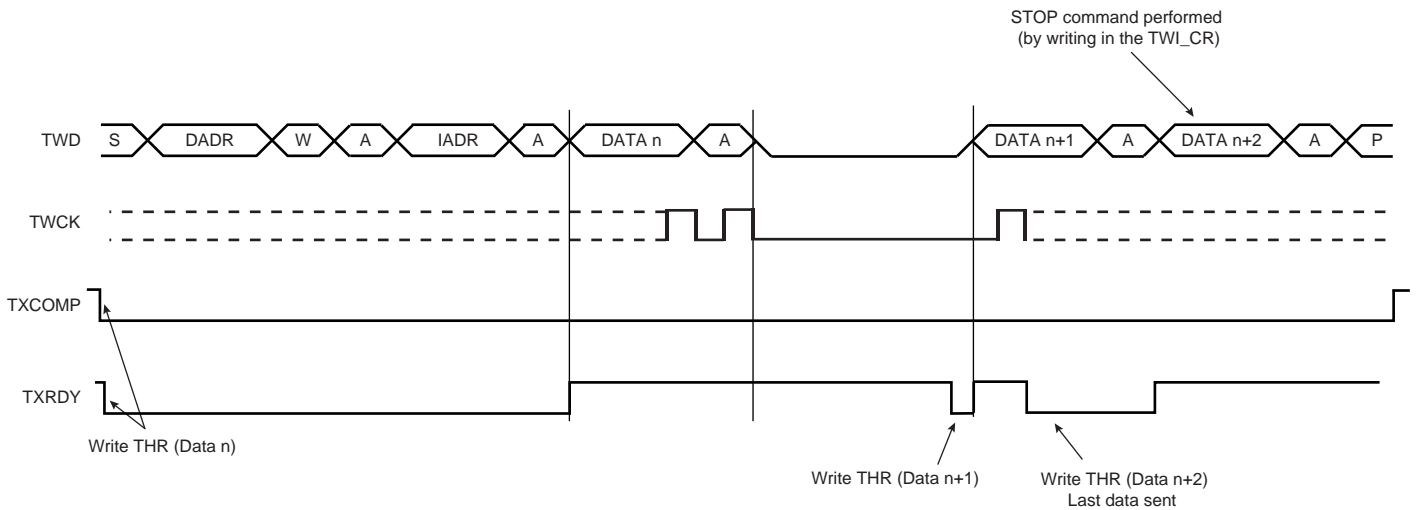 STOP command performed
(by writing in the TWI_CR)
TWD S DADR W A IADR A DATA n A DATA n+1 A DATA n+2 A P
TWCK
TXCOMP
TXRDY
Write THR (Data n)
Write THR (Data n+1)
Write THR (Data n+2)
Last data sent